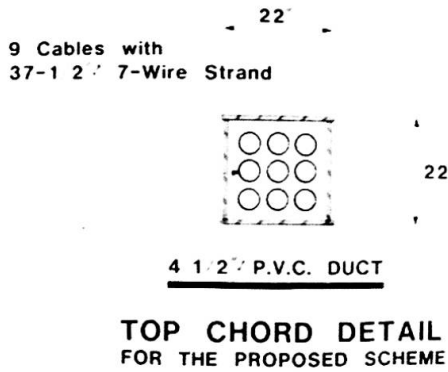 22"
9 Cables with
37-1/2" 7-Wire Strand
22
4 1/2" P.V.C. DUCT
TOP CHORD DETAIL
FOR THE PROPOSED SCHEME